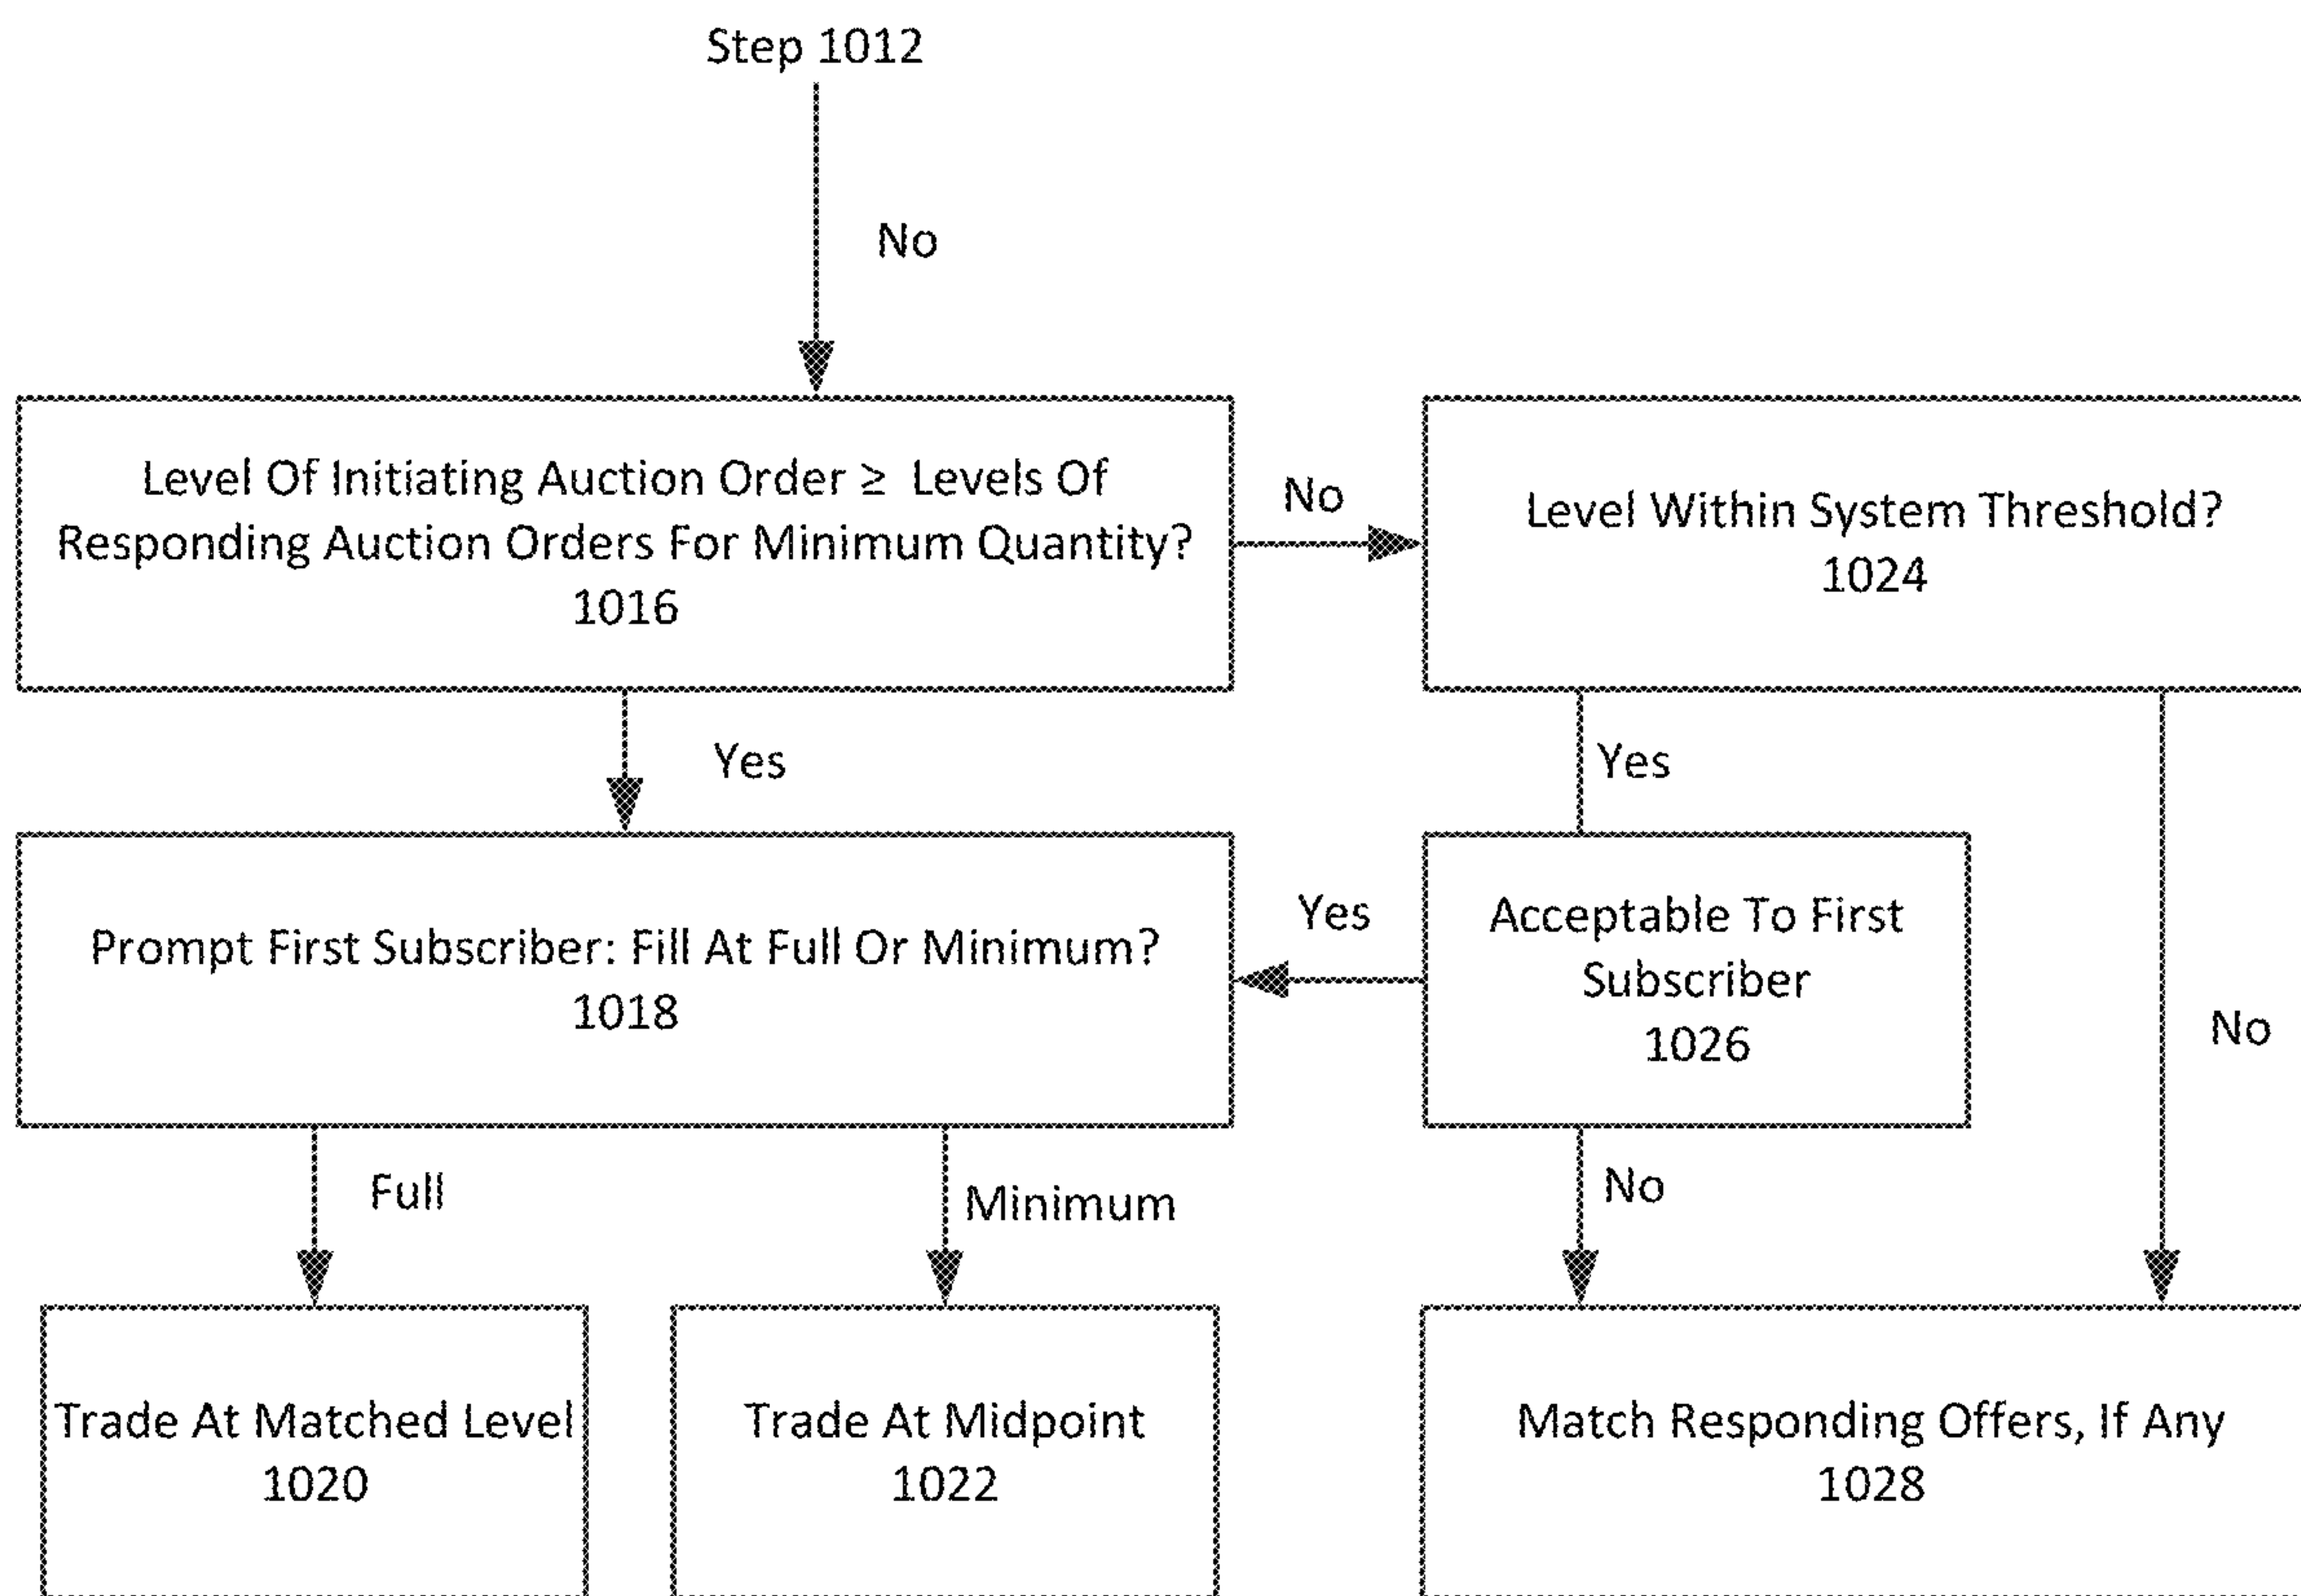 Step 1012
No
Level Of Initiating Auction Order ≥ Levels Of
Responding Auction Orders For Minimum Quantity?
1016
No
Level Within System Threshold?
1024
Yes
Yes
Prompt First Subscriber: Fill At Full Or Minimum?
1018
Yes
Acceptable To First
Subscriber
1026
No
Full
Minimum
No
Trade At Matched Level
1020
Trade At Midpoint
1022
Match Responding Offers, If Any
1028